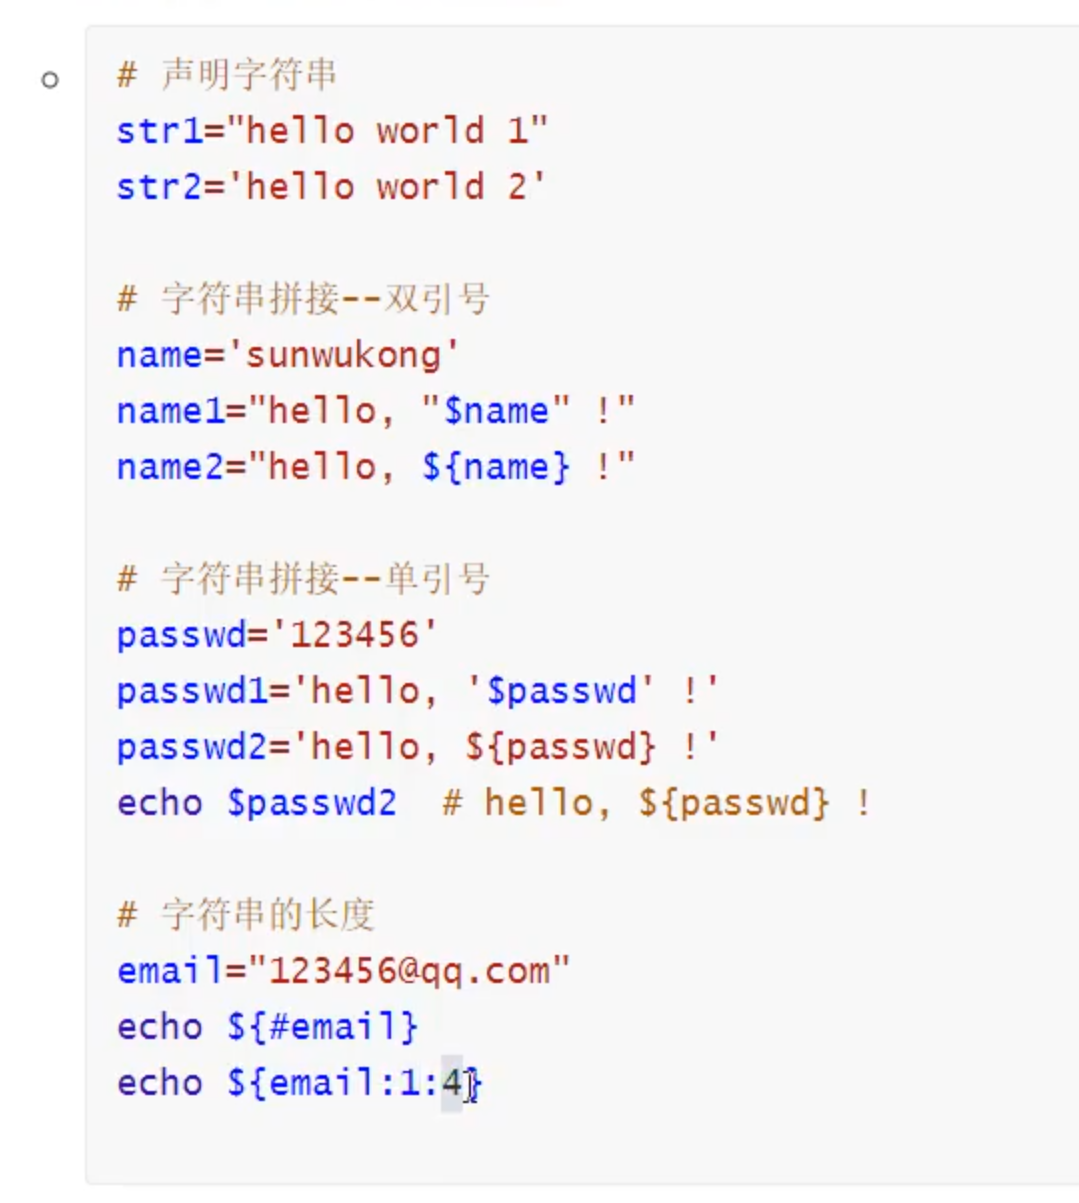 # 声明字符串
str1="hello world 1"
str2='hello world 2'
# 字符串拼接--双引号
name='sunwukong'
name1="hello, "$name" !"
name2="hello, ${name} !"
# 字符串拼接--单引号
passwd='123456'
passwd1='hello, '$passwd' !'
passwd2='hello, ${passwd} !'
echo $passwd2  # hello, ${passwd} !
# 字符串的长度
email="123456@qq.com"
echo ${#email}
echo ${email:1:4}